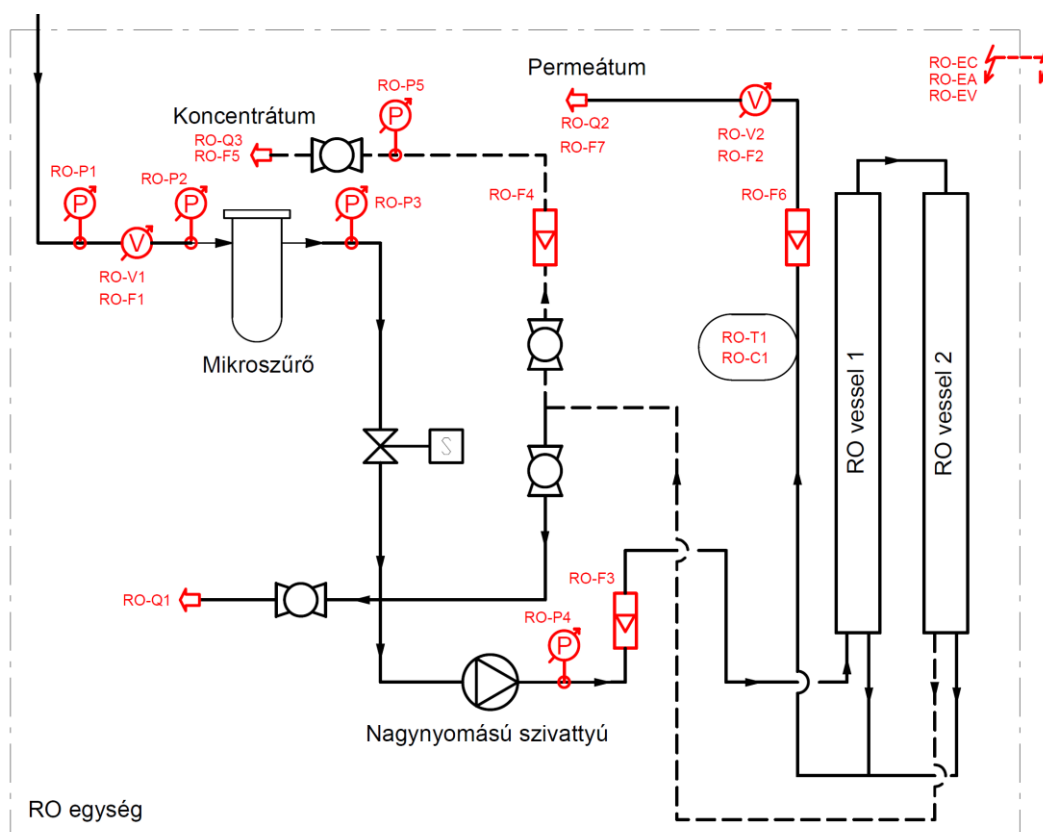 Permeátum
RO-EC
RO-EA
RO-EV
RO-P5
P
Koncentrátum
RO-Q3
RO-F5
RO-Q2
RO-F7
V
RO-V2
RO-F2
RO-P1
P
RO-P2
P
P
RO-P3
RO-F4
RO-F6
V
RO-V1
RO-F1
Mikroszűrő
RO-T1
RO-C1
RO vessel 1
RO vessel 2
S
RO-Q1
RO-F3
RO-P4
P
Nagynyomású szivattyú
RO egység